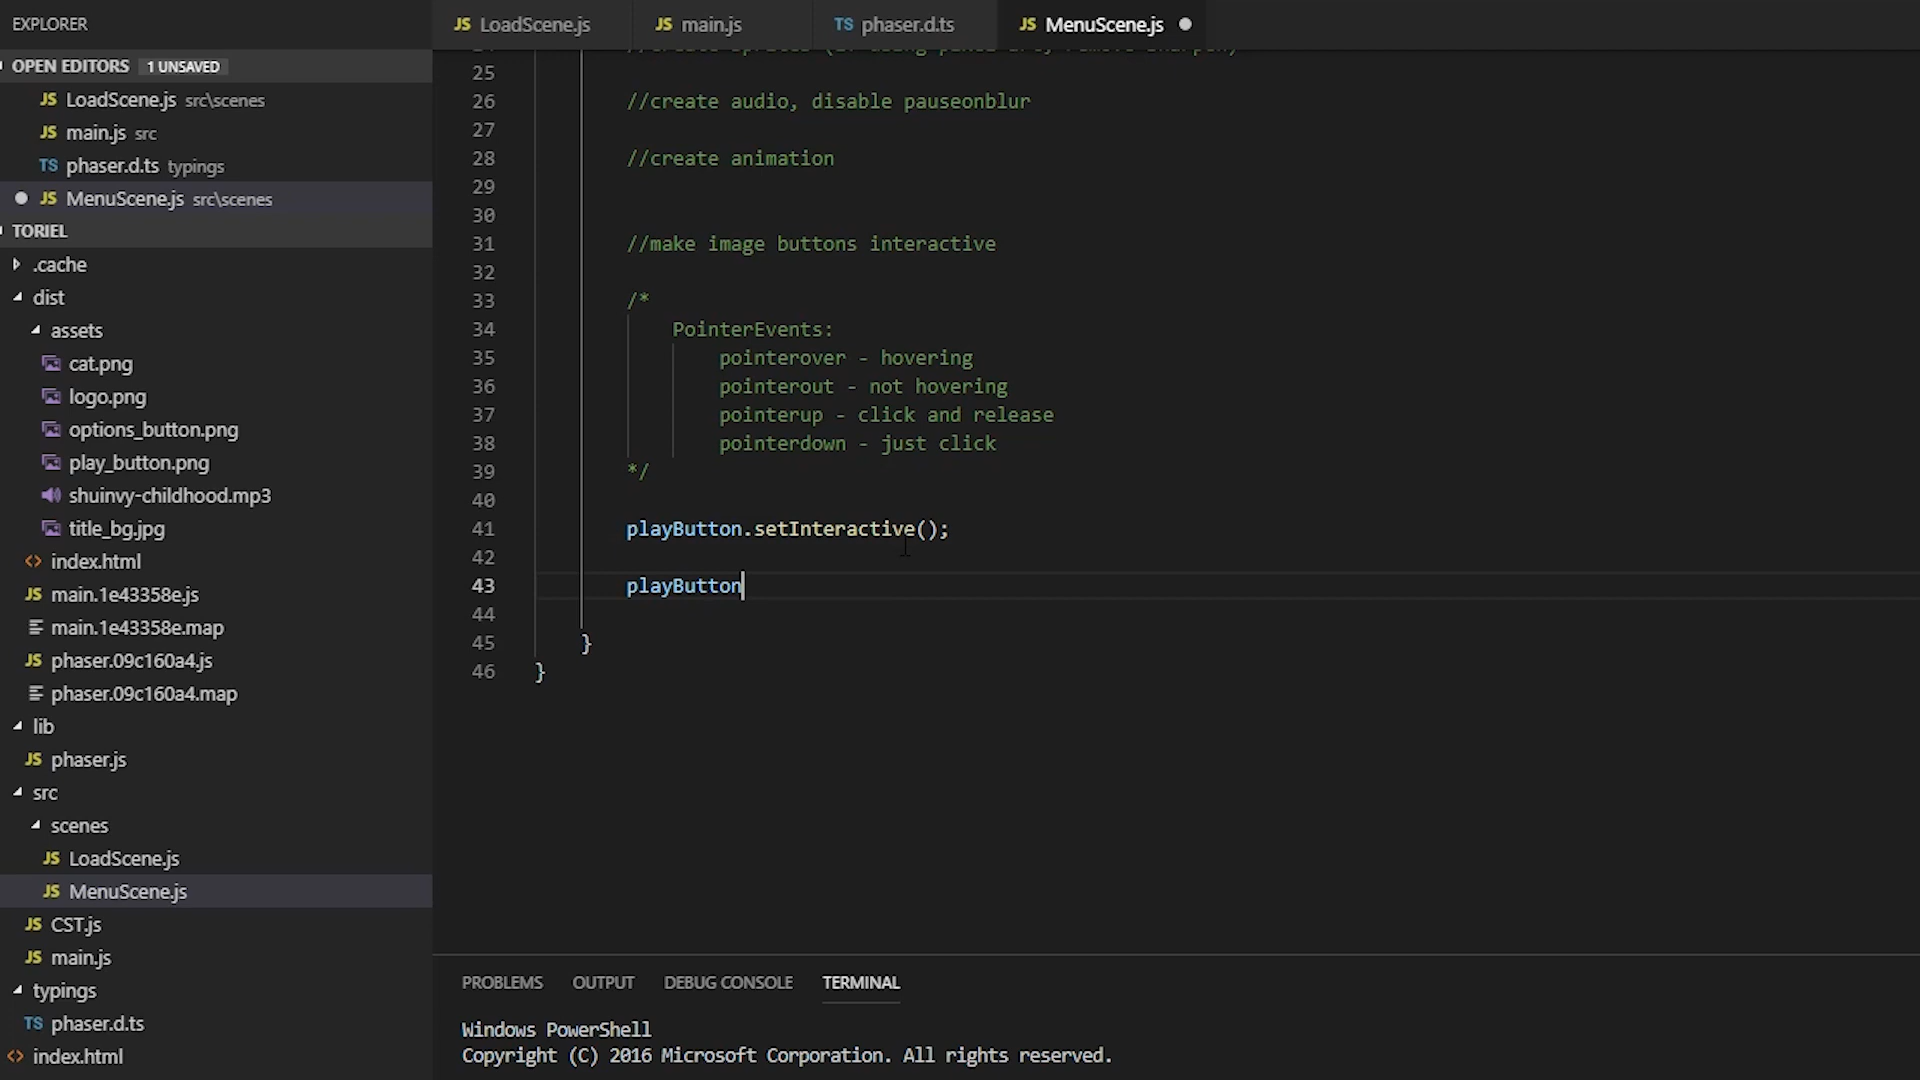 EXPLORER
OPEN EDITORS 1 UNSAVED
JS LoadScene.js src\scenes
JS main.js src
TS phaser.d.ts typings
JS MenuScene.js src\scenes
TORIEL
.cache
dist
assets
cat.png
logo.png
options_button.png
play_button.png
shuinvy-childhood.mp3
title_bg.jpg
<> index.html
JS main.1e43358e.js
main.1e43358e.map
JS phaser.09c160a4.js
phaser.09c160a4.map
lib
JS phaser.js
src
scenes
JS LoadScene.js
JS MenuScene.js
JS CST.js
JS main.js
typings
TS phaser.d.ts
<> index.html
JS LoadScene.js JS main.js TS phaser.d.ts JS MenuScene.js
25
26 //create audio, disable pauseonblur
27
28 //create animation
29
30
31 //make image buttons interactive
32
33 /*
34 PointerEvents:
35 pointerover - hovering
36 pointerout - not hovering
37 pointerup - click and release
38 pointerdown - just click
39 */
40
41 playButton.setInteractive();
42
43 playButton
44
45 }
46 }
PROBLEMS OUTPUT DEBUG CONSOLE TERMINAL
Windows PowerShell
Copyright (C) 2016 Microsoft Corporation. All rights reserved.